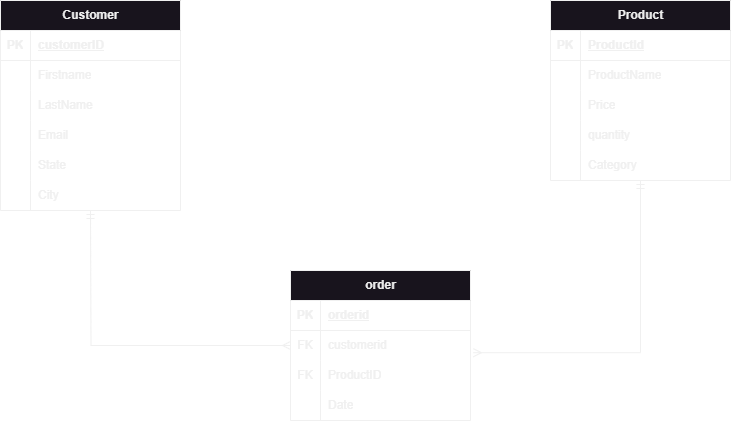 Customer
PK customerID
Firstname
LastName
Email
State
City
Product
PK ProductId
ProductName
Price
quantity
Category
order
PK orderid
FK customerid
FK ProductID
Date